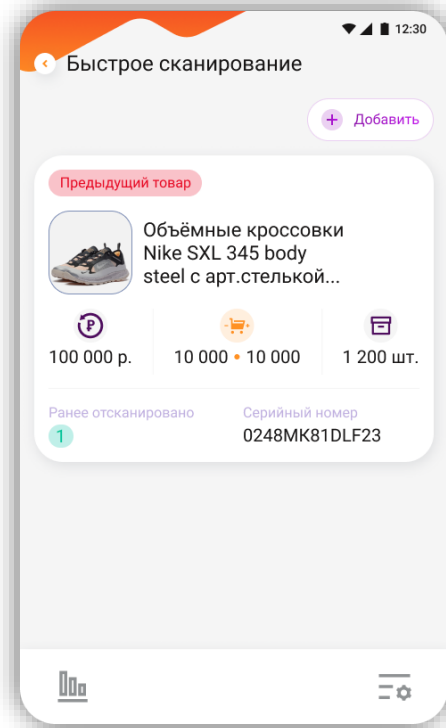 12:30
Быстрое сканирование
Добавить
Предыдущий товар
Объёмные кроссовки
Nike SXL 345 body
steel с арт.стелькой...
100 000 р.
10 000 • 10 000
1 200 шт.
Ранее отсканировано
Серийный номер
1
0248MK81DLF23